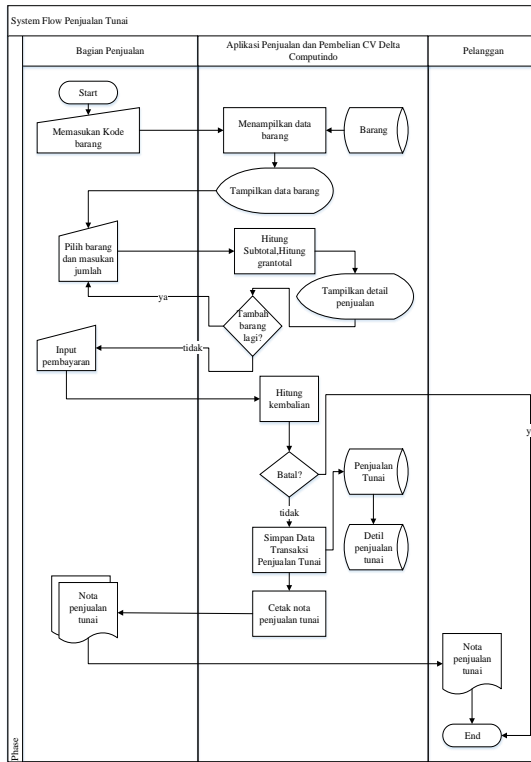 System Flow Penjualan Tunai
Bagian Penjualan
Aplikasi Penjualan dan Pembelian CV Delta
Computindo
Pelanggan
Start
Memasukan Kode
barang
Menampilkan data
barang
Barang
Tampilkan data barang
Pilih barang
dan masukan
jumlah
Hitung
Subtotal,Hitung
grantotal
Tampilkan detail
penjualan
ya
Tambah
barang
lagi?
tidak
Input
pembayaran
Hitung
kembalian
y
Batal?
Penjualan
Tunai
tidak
Simpan Data
Transaksi
Penjualan Tunai
Detil
penjualan
tunai
Nota
penjualan
tunai
Cetak nota
penjualan tunai
Nota
penjualan
tunai
End
Phase